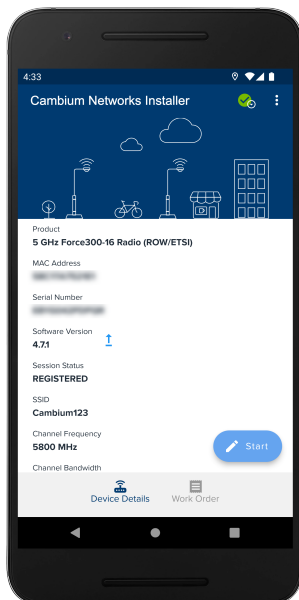 4:33
Cambium Networks Installer
Product
5 GHz Force300-16 Radio (ROW/ETSI)
MAC Address
Serial Number
Software Version
4.7.1
Session Status
REGISTERED
SSID
Cambium123
Channel Frequency
5800 MHz
Start
Channel Bandwidth
Device Details
Work Order